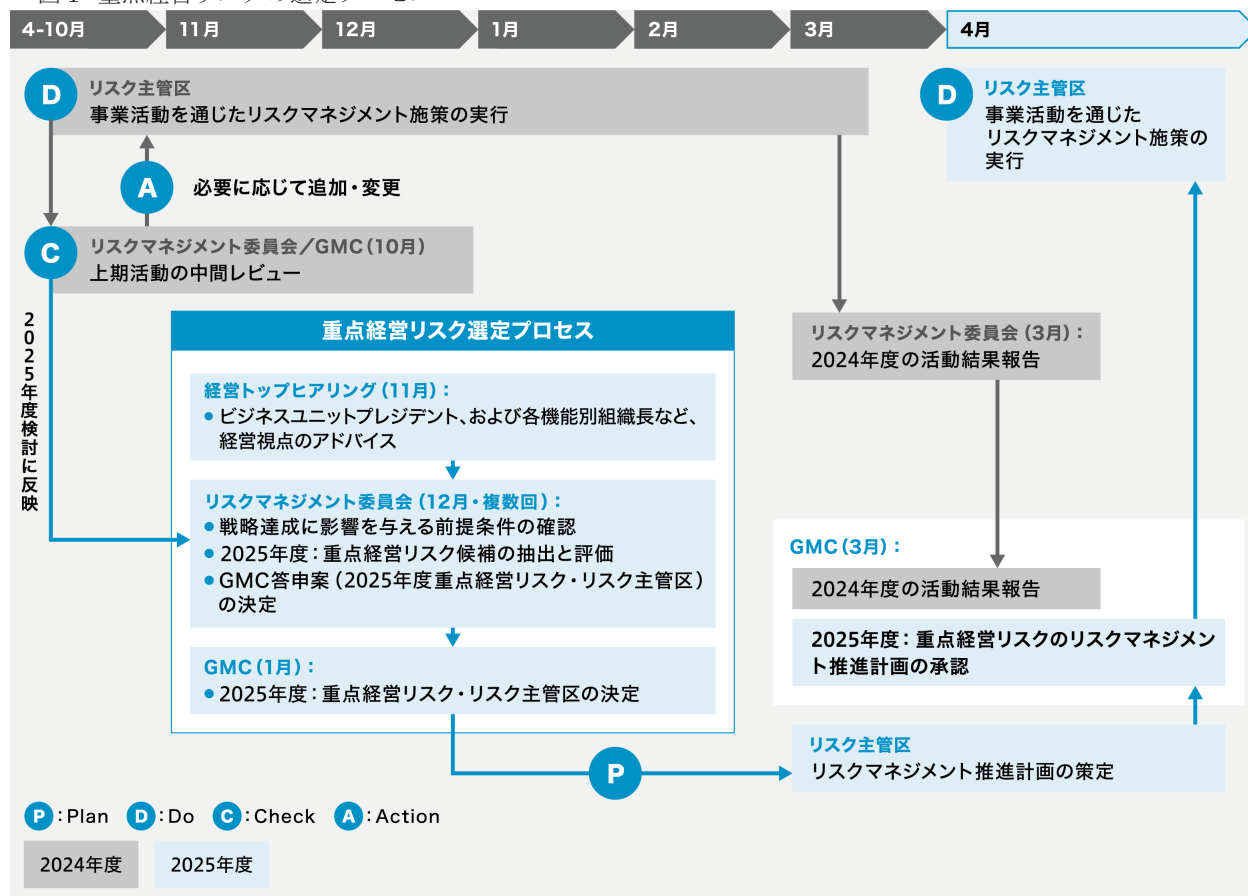 図1 重点経営リスクの選定プロセス
4-10月
11月
12月
1月
2月
3月
4月
D
リスク主管区
事業活動を通じたリスクマネジメント施策の実行
D
リスク主管区
事業活動を通じた
リスクマネジメント施策の
実行
A
必要に応じて追加・変更
C
リスクマネジメント委員会/GMC(10月)
上期活動の中間レビュー
2025年度検討に反映
重点経営リスク選定プロセス
経営トップヒアリング(11月):
• ビジネスユニットプレジデント、および各機能別組織長など、
経営視点のアドバイス
リスクマネジメント委員会(12月・複数回):
• 戦略達成に影響を与える前提条件の確認
• 2025年度:重点経営リスク候補の抽出と評価
• GMC答申案(2025年度重点経営リスク・リスク主管区)
の決定
GMC(1月):
• 2025年度:重点経営リスク・リスク主管区の決定
リスクマネジメント委員会(3月):
2024年度の活動結果報告
GMC(3月):
2024年度の活動結果報告
2025年度:重点経営リスクのリスクマネジメン
ト推進計画の承認
P
リスク主管区
リスクマネジメント推進計画の策定
P:Plan D:Do C:Check A:Action
2024年度
2025年度